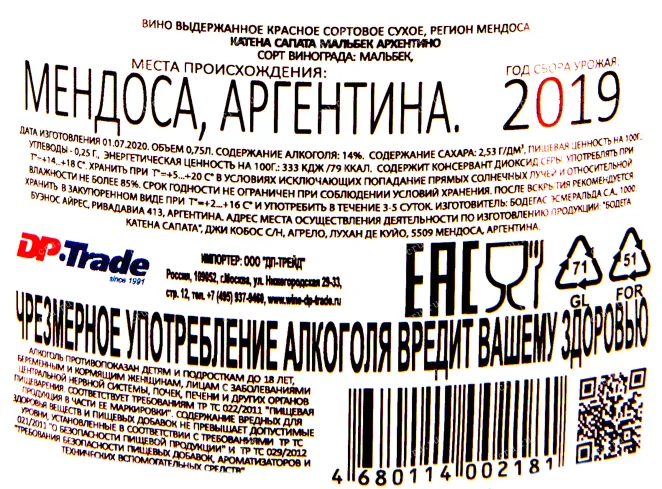 ВИНО ВЫДЕРЖАННОЕ КРАСНОЕ СОРТОВОЕ СУХОЕ, РЕГИОН МЕНДОСА
КАТЕНА САПАТА МАЛЬБЕК АРХЕНТИНО
СОРТ ВИНОГРАДА: МАЛЬБЕК,
МЕСТА ПРОИСХОЖДЕНИЯ:
МЕНДОСА, АРГЕНТИНА.
ГОД СБОРА УРОЖАЯ:
2019
ДАТА ИЗГОТОВЛЕНИЯ 01.07.2020. ОБЪЕМ 0,75Л. СОДЕРЖАНИЕ АЛКОГОЛЯ: 14%. СОДЕРЖАНИЕ САХАРА: 2,53 Г/ДМ³, ПИЩЕВАЯ ЦЕННОСТЬ НА 100Г.:
УГЛЕВОДЫ - 0,25 Г., ЭНЕРГЕТИЧЕСКАЯ ЦЕННОСТЬ НА 100Г.: 333 КДЖ /79 ККАЛ. СОДЕРЖИТ КОНСЕРВАНТ ДИОКСИД СЕРЫ. УПОТРЕБЛЯТЬ ПРИ
Т°=+14..+18 С°. ХРАНИТЬ ПРИ Т°=+5...+20 С° В УСЛОВИЯХ ИСКЛЮЧАЮЩИХ ПОПАДАНИЕ ПРЯМЫХ СОЛНЕЧНЫХ ЛУЧЕЙ И ОТНОСИТЕЛЬНОЙ
ВЛАЖНОСТИ НЕ БОЛЕЕ 85%. СРОК ГОДНОСТИ НЕ ОГРАНИЧЕН ПРИ СОБЛЮДЕНИИ УСЛОВИЙ ХРАНЕНИЯ. ПОСЛЕ ВСКРЫТИЯ РЕКОМЕНДУЕТСЯ
ХРАНИТЬ В ЗАКУПОРЕННОМ ВИДЕ ПРИ Т°=+2...+16 С° И УПОТРЕБИТЬ В ТЕЧЕНИЕ 3-5 СУТОК. ИЗГОТОВИТЕЛЬ: БОДЕГАС ЭСМЕРАЛЬДА С.А. 1000.
БУЭНОС АЙРЕС, РИВАДАВИА 413, АРГЕНТИНА. АДРЕС МЕСТА ОСУЩЕСТВЛЕНИЯ ДЕЯТЕЛЬНОСТИ ПО ИЗГОТОВЛЕНИЮ ПРОДУКЦИИ: "БОДЕГА
КАТЕНА САПАТА", ДЖИ КОБОС С/Н, АГРЕЛО, ЛУХАН ДЕ КУЙО, 5509 МЕНДОСА, АРГЕНТИНА.
DP-Trade
since 1991
ИМПОРТЕР: ООО "ДП-ТРЕЙД"
Россия, 109052, г.Москва, ул. Нижегородская 29-33,
стр. 12, тел. +7 (495) 937-9460, www.wine-dp-trade.ru
EAC
71
GL
51
FOR
ЧРЕЗМЕРНОЕ УПОТРЕБЛЕНИЕ АЛКОГОЛЯ ВРЕДИТ ВАШЕМУ ЗДОРОВЬЮ
АЛКОГОЛЬ ПРОТИВОПОКАЗАН ДЕТЯМ И ПОДРОСТКАМ ДО 18 ЛЕТ,
БЕРЕМЕННЫМ И КОРМЯЩИМ ЖЕНЩИНАМ, ЛИЦАМ С ЗАБОЛЕВАНИЯМИ
ЦЕНТРАЛЬНОЙ НЕРВНОЙ СИСТЕМЫ, ПОЧЕК, ПЕЧЕНИ И ДРУГИХ ОРГАНОВ
ПИЩЕВАРЕНИЯ. СООТВЕТСТВУЕТ ТРЕБОВАНИЯМ ТР ТС 022/2011 "ПИЩЕВАЯ
ПРОДУКЦИЯ В ЧАСТИ ЕЕ МАРКИРОВКИ". СОДЕРЖАНИЕ ВРЕДНЫХ ДЛЯ
ЗДОРОВЬЯ ВЕЩЕСТВ И ПИЩЕВЫХ ДОБАВОК НЕ ПРЕВЫШАЕТ ДОПУСТИМЫЕ
УРОВНИ, УСТАНОВЛЕННЫЕ В СООТВЕТСТВИИ С ТРЕБОВАНИЯМИ ТР ТС
021/2011 "О БЕЗОПАСНОСТИ ПИЩЕВОЙ ПРОДУКЦИИ" И ТР ТС 029/2012
"ТРЕБОВАНИЯ БЕЗОПАСНОСТИ ПИЩЕВЫХ ДОБАВОК, АРОМАТИЗАТОРОВ И
ТЕХНИЧЕСКИХ ВСПОМОГАТЕЛЬНЫХ СРЕДСТВ"
4 680114 002181